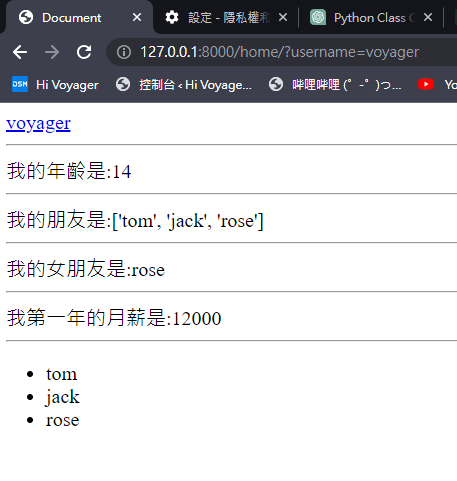 Document
設定 - 隱私權和
Python Class C
127.0.0.1:8000/home/?username=voyager
DSM Hi Voyager
控制台 ‹ Hi Voyage...
哔哩哔哩 (゜-゜)つ...
Yo
voyager
我的年齡是:14
我的朋友是:['tom', 'jack', 'rose']
我的女朋友是:rose
我第一年的月薪是:12000
• tom
• jack
• rose